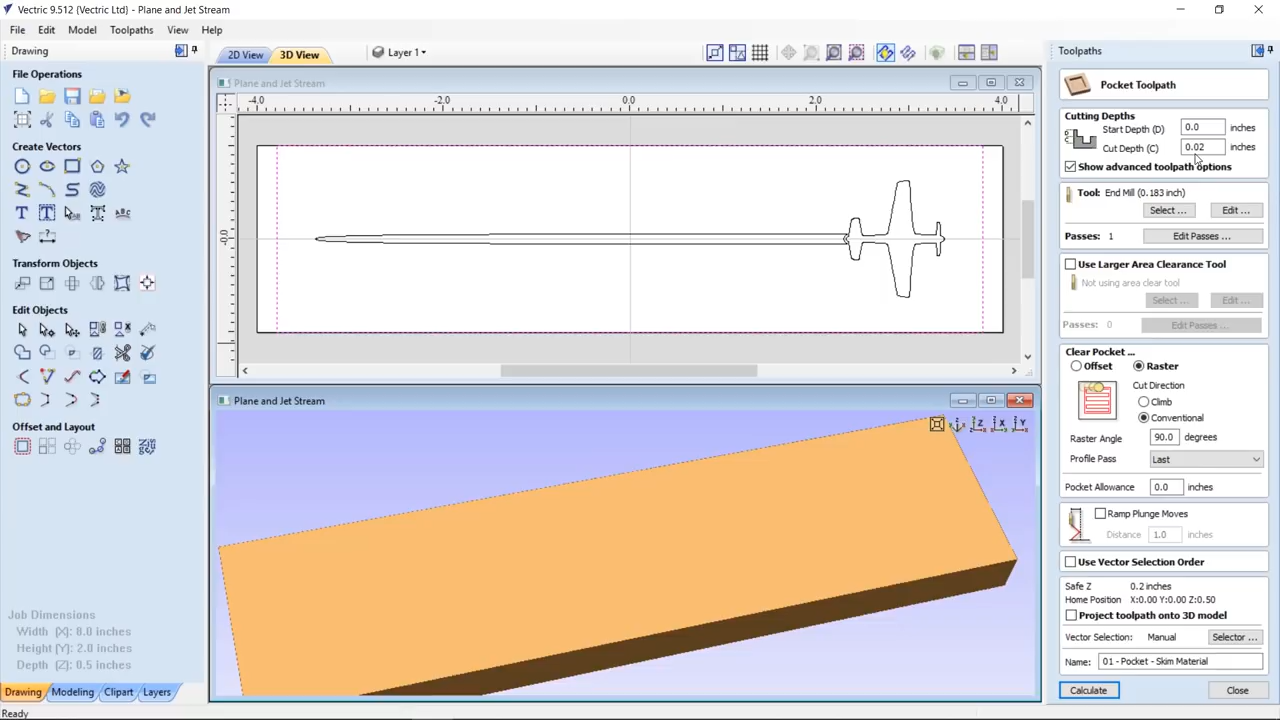 Vectric 9.512 {Vectric Ltd} - Plane and Jet Stream
File Edit Model Toolpaths View Help
Drawing
File Operations
Create Vectors
Transform Objects
Edit Objects
Offset and Layout
Job Dimensions
Width (X): 8.0 inches
Height (Y): 2.0 inches
Depth (Z): 0.5 inches
Drawing Modeling Clipart Layers
Ready
2D View 3D View Layer 1
Plane and Jet Stream
-4.0 -2.0 0.0 2.0 4.0
Plane and Jet Stream
Toolpaths
Pocket Toolpath
Cutting Depths
Start Depth (D) 0.0 inches
Cut Depth (C) 0.02 inches
Show advanced toolpath options
Tool: End Mill (0.183 inch)
Select ... Edit ...
Passes: 1 Edit Passes ...
Use Larger Area Clearance Tool
Not using area clear tool
Select ... Edit ...
Passes: 0 Edit Passes ...
Clear Pocket ...
Offset Raster
Cut Direction
Climb
Conventional
Raster Angle 90.0 degrees
Profile Pass Last
Pocket Allowance 0.0 inches
Ramp Plunge Moves
Distance 1.0 inches
Use Vector Selection Order
Safe Z 0.2 inches
Home Position X:0.00 Y:0.00 Z:0.50
Project toolpath onto 3D model
Vector Selection: Manual Selector ...
Name: 01 - Pocket - Skim Material
Calculate Close